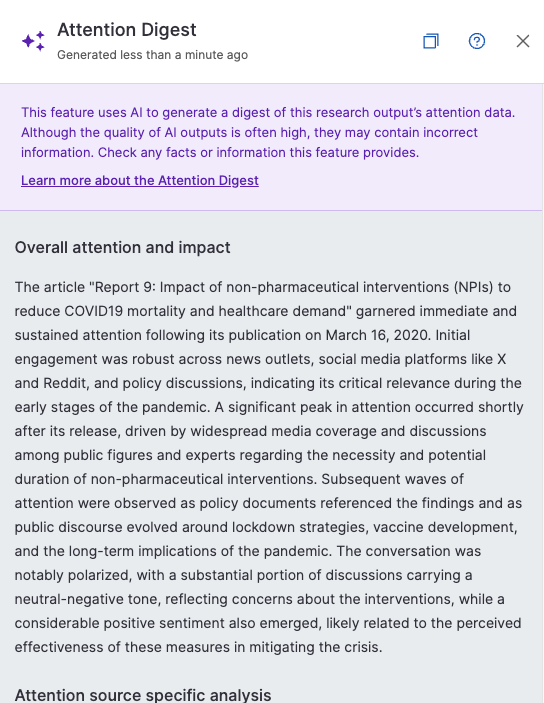 Attention Digest
Generated less than a minute ago
This feature uses AI to generate a digest of this research output's attention data.
Although the quality of AI outputs is often high, they may contain incorrect
information. Check any facts or information this feature provides.
Learn more about the Attention Digest
Overall attention and impact
The article "Report 9: Impact of non-pharmaceutical interventions (NPIs) to
reduce COVID19 mortality and healthcare demand" garnered immediate and
sustained attention following its publication on March 16, 2020. Initial
engagement was robust across news outlets, social media platforms like X
and Reddit, and policy discussions, indicating its critical relevance during the
early stages of the pandemic. A significant peak in attention occurred shortly
after its release, driven by widespread media coverage and discussions
among public figures and experts regarding the necessity and potential
duration of non-pharmaceutical interventions. Subsequent waves of
attention were observed as policy documents referenced the findings and as
public discourse evolved around lockdown strategies, vaccine development,
and the long-term implications of the pandemic. The conversation was
notably polarized, with a substantial portion of discussions carrying a
neutral-negative tone, reflecting concerns about the interventions, while a
considerable positive sentiment also emerged, likely related to the perceived
effectiveness of these measures in mitigating the crisis.
Attention source specific analysis